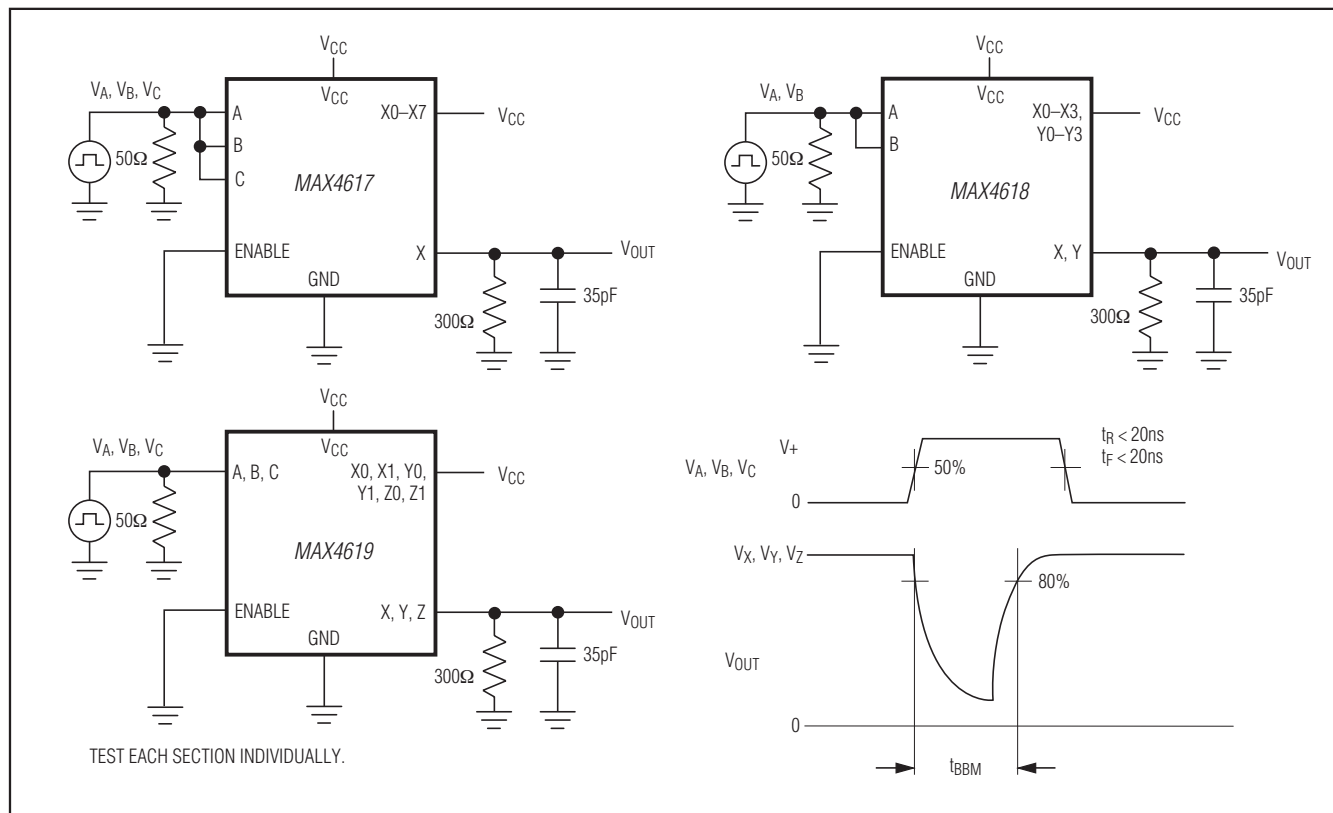 VCC
VA, VB, VC
VCC
A
X0–X7
VCC
B
50Ω
C
MAX4617
ENABLE
X
VOUT
GND
300Ω
35pF
VCC
VA, VB
VCC
A
X0–X3,
Y0–Y3
VCC
B
50Ω
MAX4618
ENABLE
X, Y
VOUT
GND
300Ω
35pF
VCC
VA, VB, VC
VCC
A, B, C
X0, X1, Y0,
Y1, Z0, Z1
VCC
50Ω
MAX4619
ENABLE
X, Y, Z
VOUT
GND
300Ω
35pF
TEST EACH SECTION INDIVIDUALLY.
V+
tR < 20ns
tF < 20ns
VA, VB, VC
50%
0
VX, VY, VZ
80%
VOUT
0
tBBM